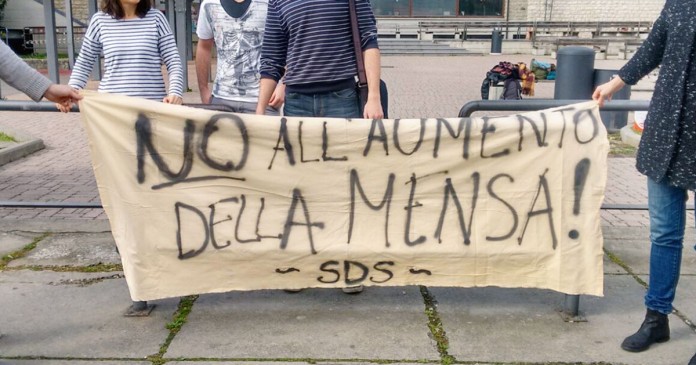 NO ALL'AUMENTO
DELLA MENSA!
~ SDS ~